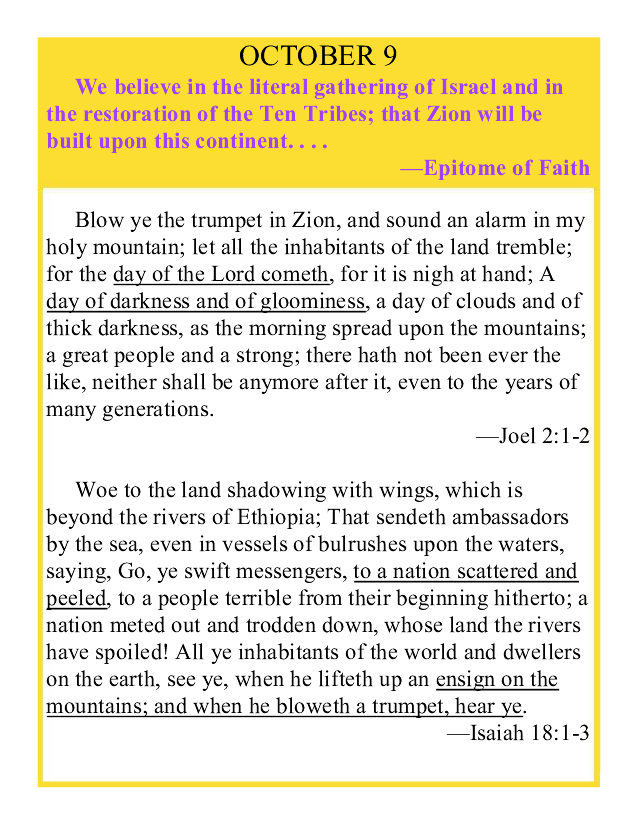 OCTOBER 9
We believe in the literal gathering of Israel and in
the restoration of the Ten Tribes; that Zion will be
built upon this continent. . . .
—Epitome of Faith
Blow ye the trumpet in Zion, and sound an alarm in my
holy mountain; let all the inhabitants of the land tremble;
for the day of the Lord cometh, for it is nigh at hand; A
day of darkness and of gloominess, a day of clouds and of
thick darkness, as the morning spread upon the mountains;
a great people and a strong; there hath not been ever the
like, neither shall be anymore after it, even to the years of
many generations.
—Joel 2:1-2
Woe to the land shadowing with wings, which is
beyond the rivers of Ethiopia; That sendeth ambassadors
by the sea, even in vessels of bulrushes upon the waters,
saying, Go, ye swift messengers, to a nation scattered and
peeled, to a people terrible from their beginning hitherto; a
nation meted out and trodden down, whose land the rivers
have spoiled! All ye inhabitants of the world and dwellers
on the earth, see ye, when he lifteth up an ensign on the
mountains; and when he bloweth a trumpet, hear ye.
—Isaiah 18:1-3